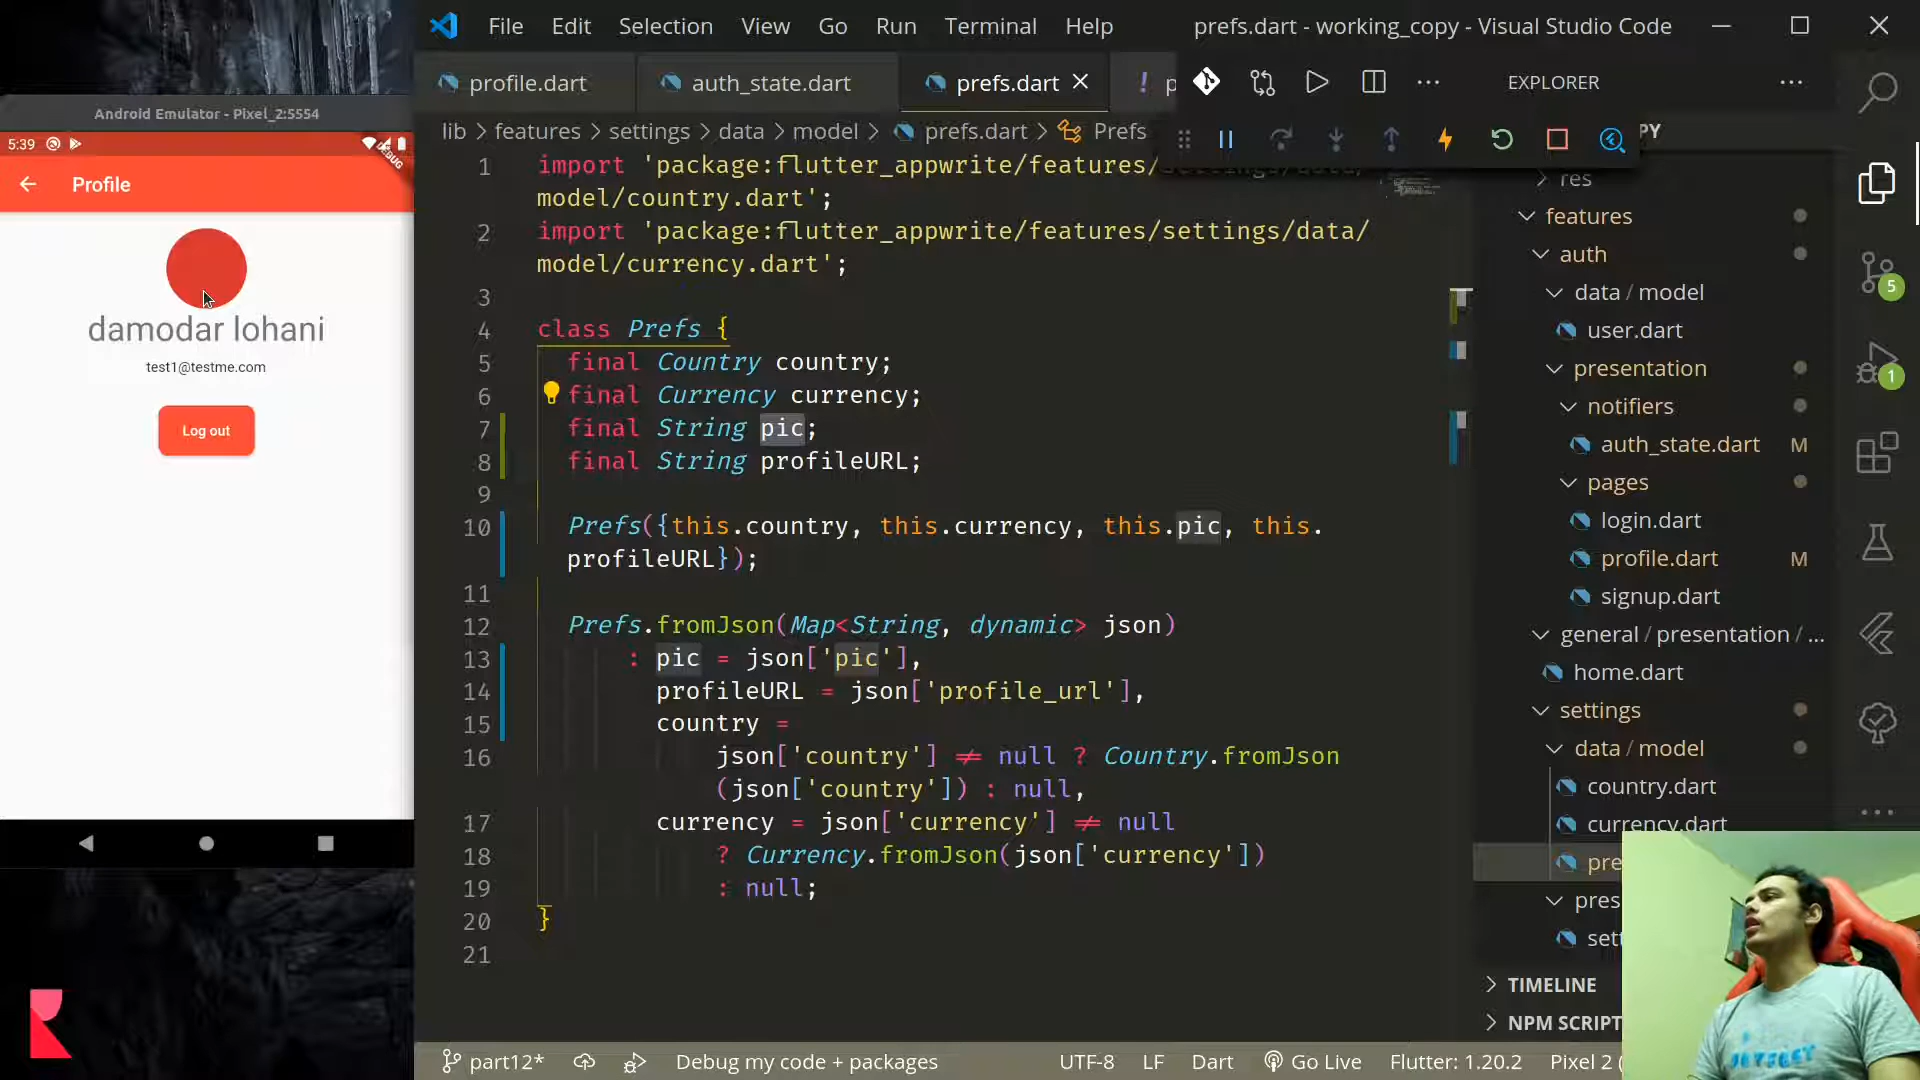 File Edit Selection View Go Run Terminal Help
prefs.dart - working_copy - Visual Studio Code
profile.dart
auth_state.dart
prefs.dart
! p
EXPLORER
Android Emulator - Pixel_2:5554
5:39
DEBUG
Profile
damodar lohani
test1@testme.com
Log out
lib > features > settings > data > model > prefs.dart > Prefs
PY
1 import 'package:flutter_appwrite/features/settings/data/
model/country.dart';
2 import 'package:flutter_appwrite/features/settings/data/
model/currency.dart';
3
4 class Prefs {
5 final Country country;
6 final Currency currency;
7 final String pic;
8 final String profileURL;
9
10 Prefs({this.country, this.currency, this.pic, this.
profileURL});
11
12 Prefs.fromJson(Map<String, dynamic> json)
13 : pic = json['pic'],
14 profileURL = json['profile_url'],
15 country =
16 json['country'] != null ? Country.fromJson
(json['country']) : null,
17 currency = json['currency'] != null
18 ? Currency.fromJson(json['currency'])
19 : null;
20 }
21
res
features
auth
data / model
user.dart
presentation
notifiers
auth_state.dart M
pages
login.dart
profile.dart M
signup.dart
general / presentation / ...
home.dart
settings
data / model
country.dart
currency.dart
pre
pres
sett
TIMELINE
NPM SCRIPT
5
1
part12*
Debug my code + packages
UTF-8
LF
Dart
Go Live
Flutter: 1.20.2
Pixel 2 (